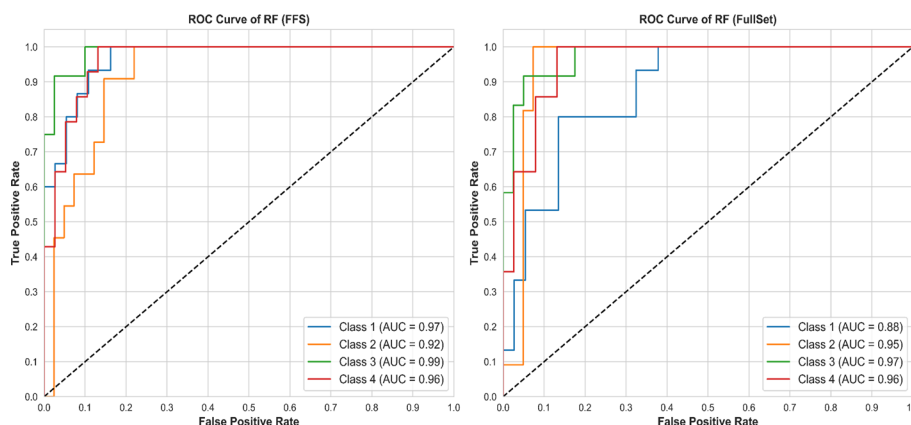 ROC Curve of RF (FFS)
True Positive Rate
1.0
0.9
0.8
0.7
0.6
0.5
0.4
0.3
0.2
0.1
0.0
Class 1 (AUC = 0.97)
Class 2 (AUC = 0.92)
Class 3 (AUC = 0.99)
Class 4 (AUC = 0.96)
0.0 0.1 0.2 0.3 0.4 0.5 0.6 0.7 0.8 0.9 1.0
False Positive Rate
ROC Curve of RF (FullSet)
True Positive Rate
1.0
0.9
0.8
0.7
0.6
0.5
0.4
0.3
0.2
0.1
0.0
Class 1 (AUC = 0.88)
Class 2 (AUC = 0.95)
Class 3 (AUC = 0.97)
Class 4 (AUC = 0.96)
0.0 0.1 0.2 0.3 0.4 0.5 0.6 0.7 0.8 0.9
False Positive Rate